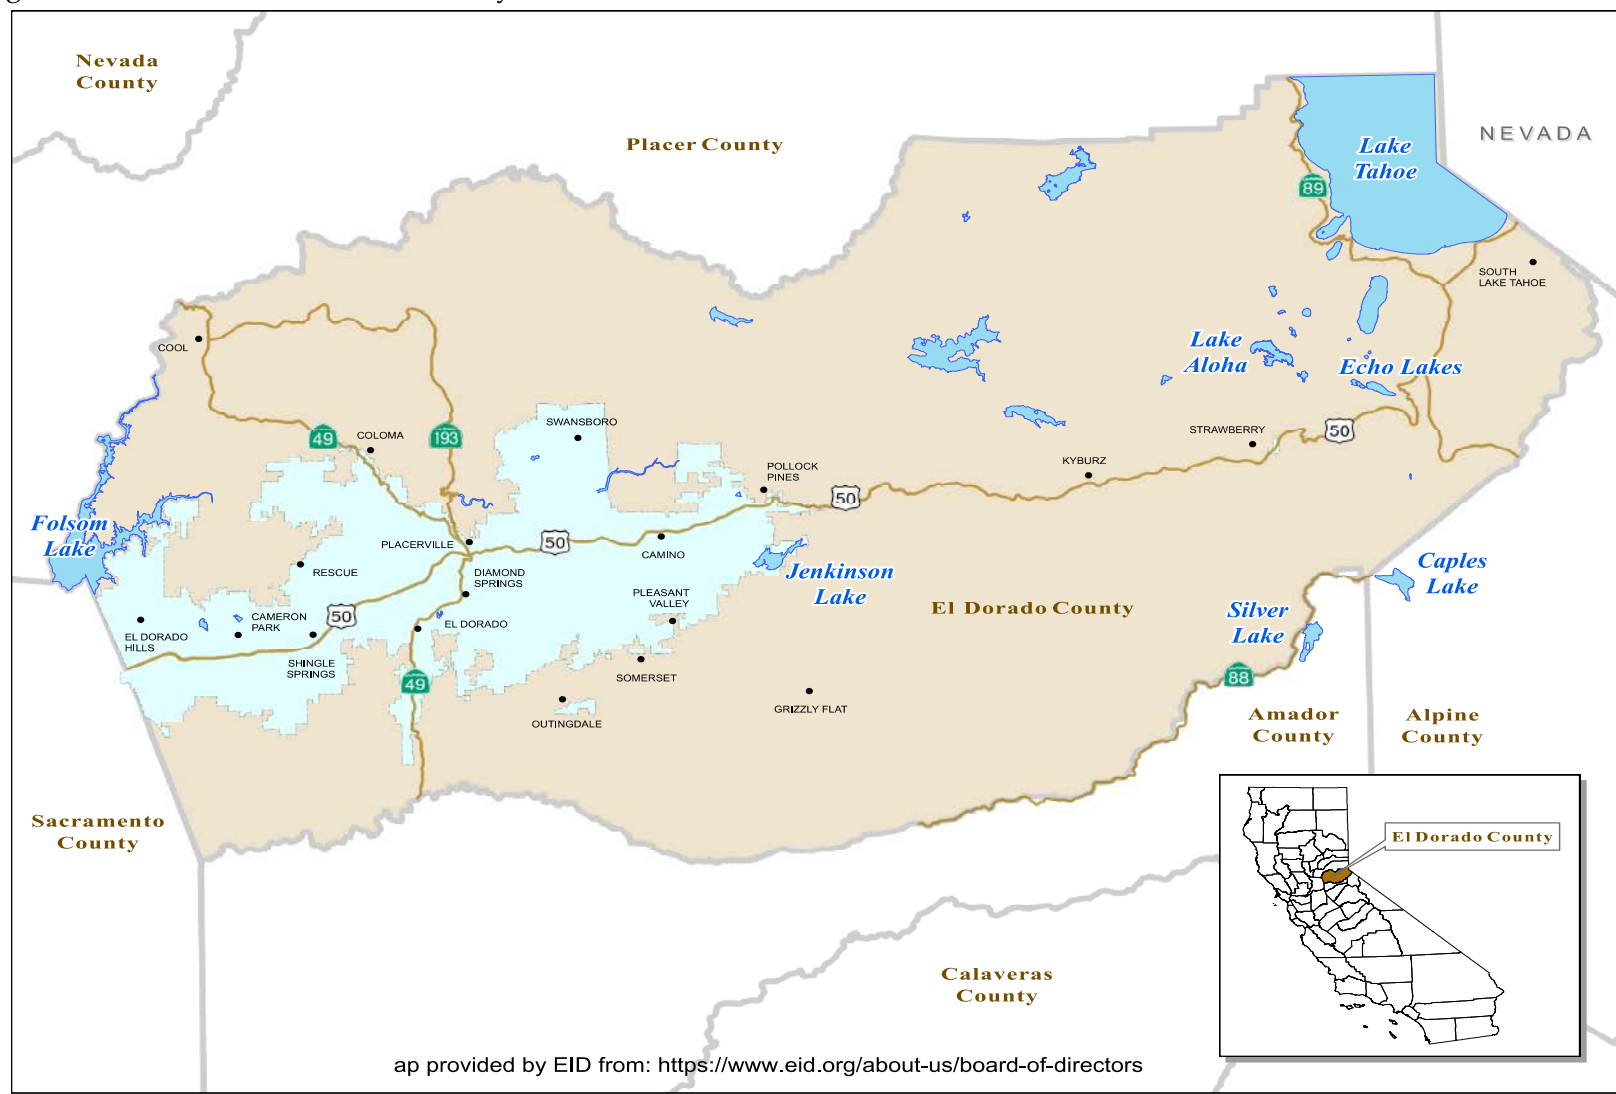 Nevada
County
Placer County
NEVADA
Lake
Tahoe
89
SOUTH
LAKE TAHOE
COOL
Lake
Aloha
Echo Lakes
49
COLOMA
193
SWANSBORO
STRAWBERRY
50
POLLOCK
PINES
KYBURZ
50
Folsom
Lake
PLACERVILLE
50
CAMINO
RESCUE
DIAMOND
SPRINGS
Jenkinson
Lake
Caples
Lake
PLEASANT
VALLEY
El Dorado County
Silver
Lake
50
CAMERON
PARK
EL DORADO
HILLS
EL DORADO
SHINGLE
SPRINGS
49
SOMERSET
88
OUTINGDALE
GRIZZLY FLAT
Amador
County
Alpine
County
Sacramento
County
El Dorado County
Calaveras
County
ap provided by EID from: https://www.eid.org/about-us/board-of-directors